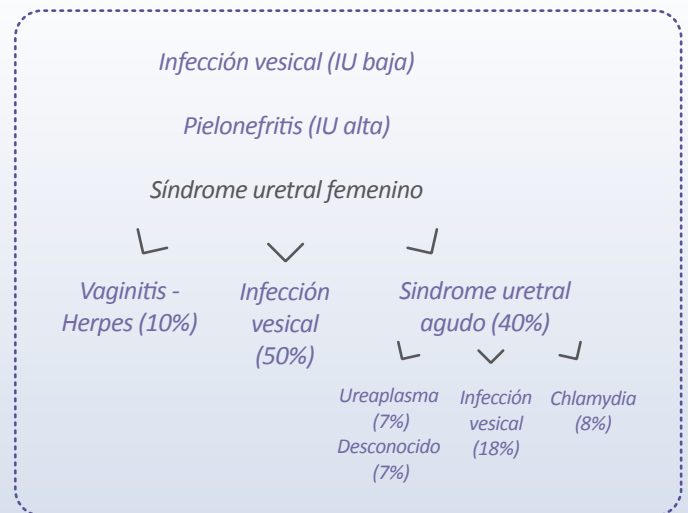 Infección vesical (IU baja)
Pielonefritis (IU alta)
Síndrome uretral femenino
Vaginitis -
Herpes (10%)
Infección
vesical
(50%)
Sindrome uretral
agudo (40%)
Ureaplasma
(7%)
Desconocido
(7%)
Infección
vesical
(18%)
Chlamydia
(8%)